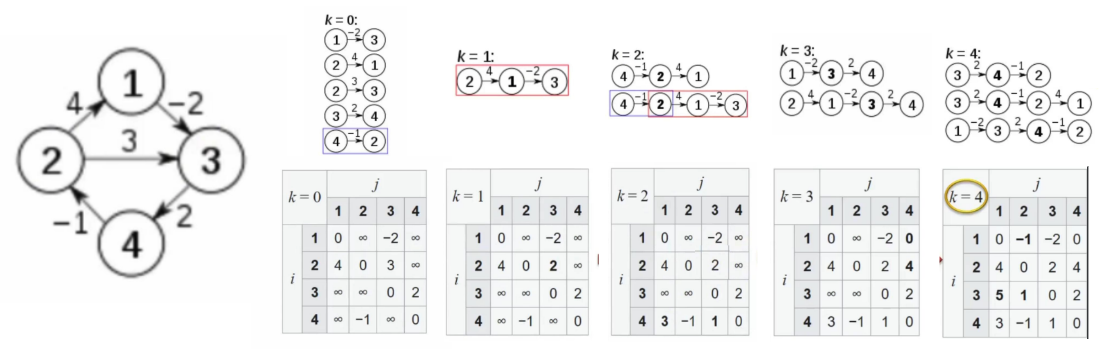 1
4
-2
2
3
3
-1
2
4
k = 0:
1 -2 3
2 4 1
2 3 3
3 2 4
4 -1 2
k = 1:
2 4 1 -2 3
k = 2:
4 -1 2 4 1
4 -1 2 4 1 -2 3
k = 3:
1 -2 3 2 4
2 4 1 -2 3 2 4
k = 4:
3 2 4 -1 2
3 2 4 -1 2 4 1
1 -2 3 2 4 -1 2
k = 0 j
1 2 3 4
i
1 0 ∞ −2 ∞
2 4 0 3 ∞
3 ∞ ∞ 0 2
4 ∞ −1 ∞ 0
k = 1 j
1 2 3 4
i
1 0 ∞ −2 ∞
2 4 0 2 ∞
3 ∞ ∞ 0 2
4 ∞ −1 ∞ 0
k = 2 j
1 2 3 4
i
1 0 ∞ −2 ∞
2 4 0 2 ∞
3 ∞ ∞ 0 2
4 3 −1 1 0
k = 3 j
1 2 3 4
i
1 0 ∞ −2 0
2 4 0 2 4
3 ∞ ∞ 0 2
4 3 −1 1 0
k = 4 j
1 2 3 4
i
1 0 −1 −2 0
2 4 0 2 4
3 5 1 0 2
4 3 −1 1 0